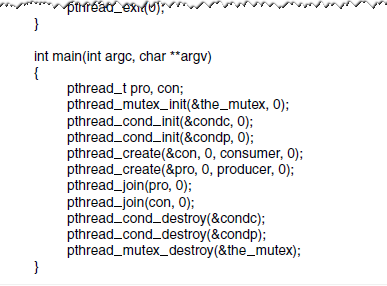 pthread_exit(0);
}
int main(int argc, char **argv)
{
pthread_t pro, con;
pthread_mutex_init(&the_mutex, 0);
pthread_cond_init(&condc, 0);
pthread_cond_init(&condp, 0);
pthread_create(&con, 0, consumer, 0);
pthread_create(&pro, 0, producer, 0);
pthread_join(pro, 0);
pthread_join(con, 0);
pthread_cond_destroy(&condc);
pthread_cond_destroy(&condp);
pthread_mutex_destroy(&the_mutex);
}